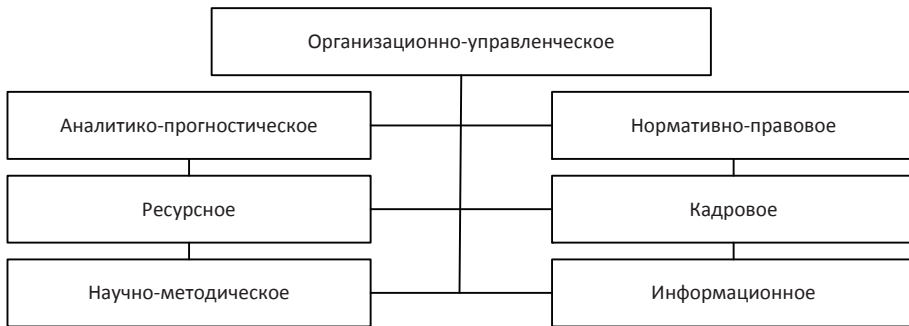 Организационно-управленческое
Аналитико-прогностическое
Нормативно-правовое
Ресурсное
Кадровое
Научно-методическое
Информационное